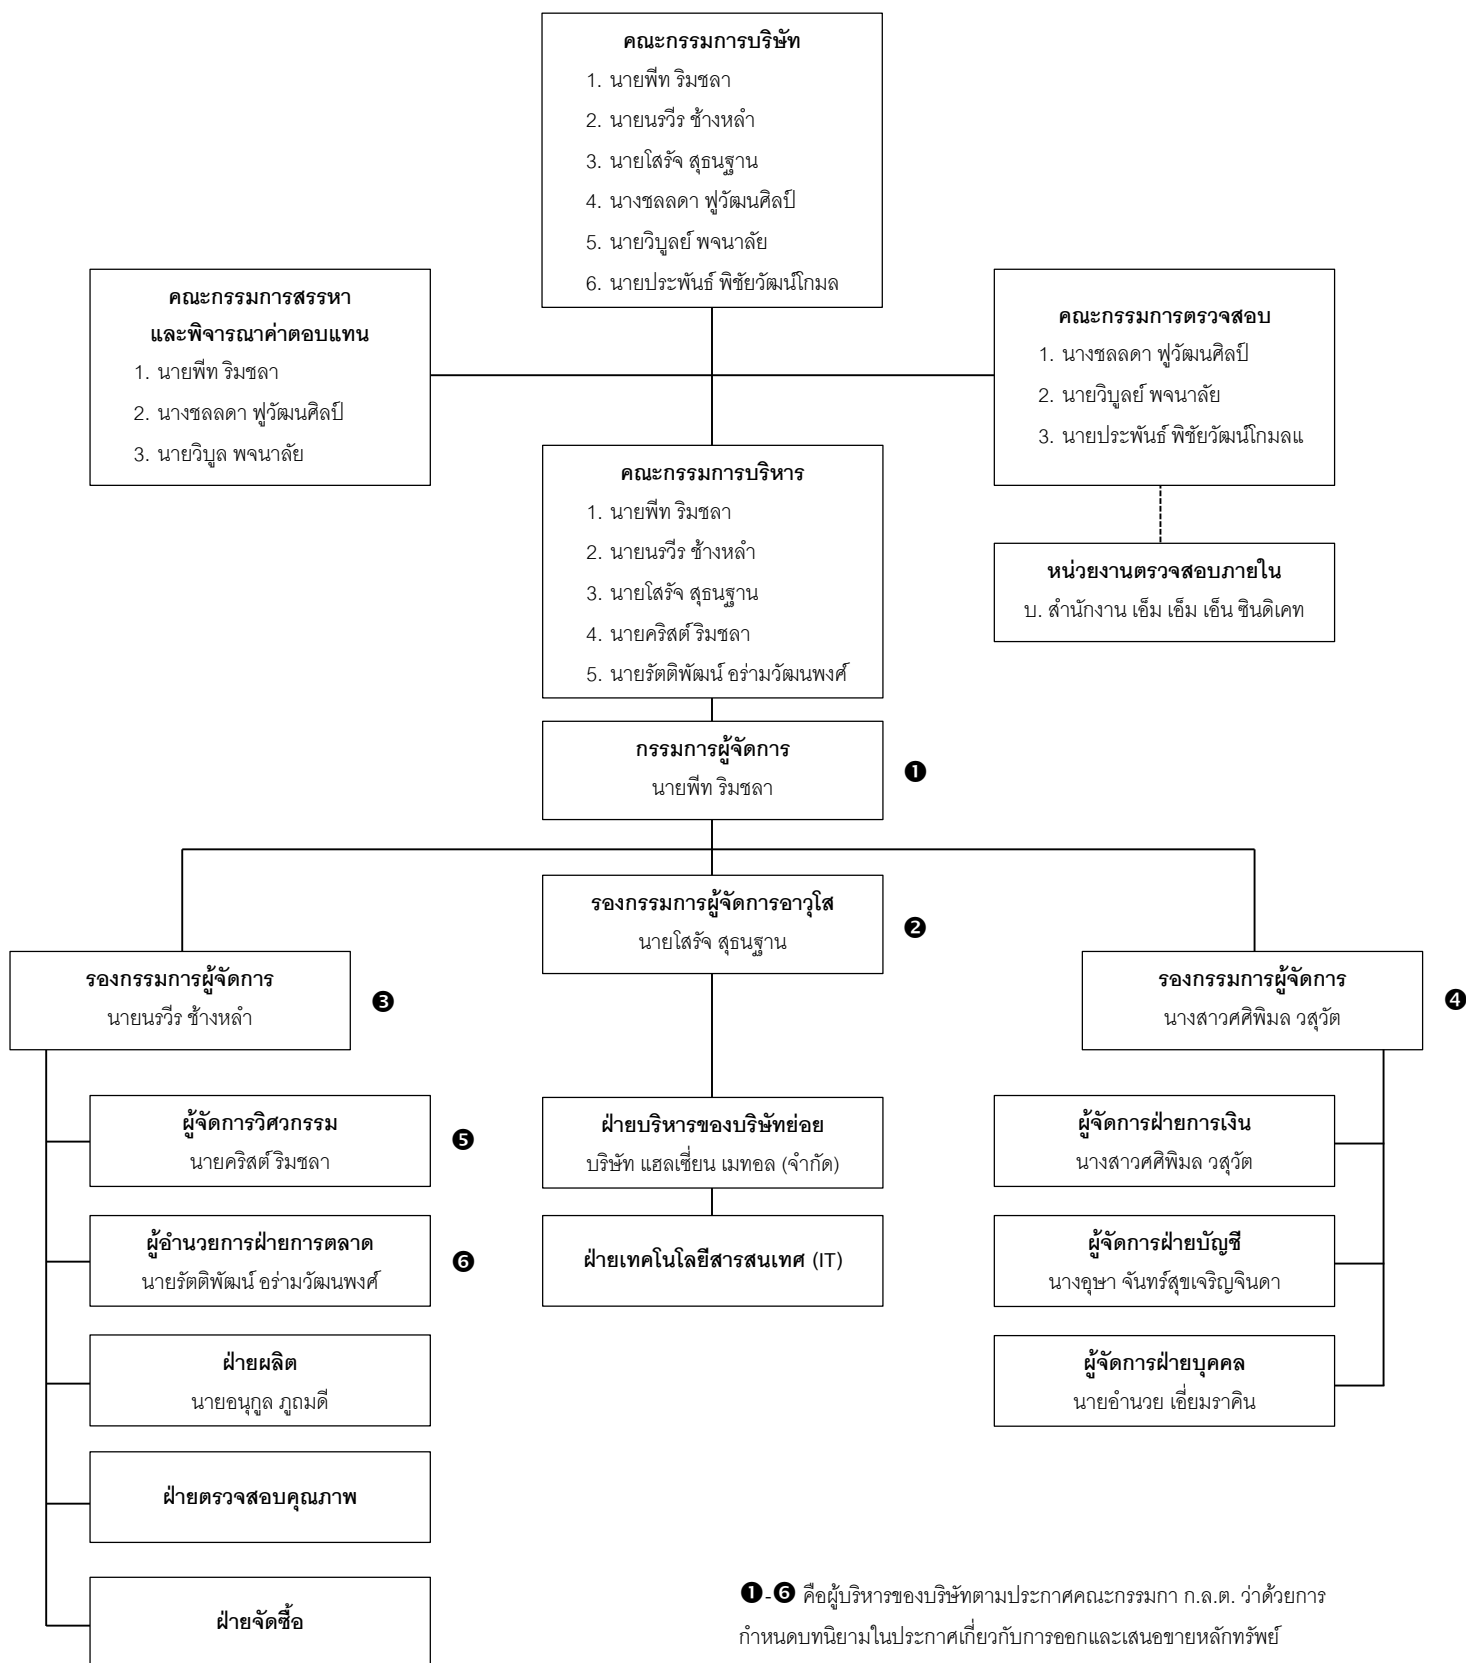 คณะกรรมการบริษัท
1. นายพีท ริมชลา
2. นายนรวีร ช้างหลำ
3. นายโสรัจ สุธนฐาน
4. นางชลลดา ฟูวัฒนศิลป์
5. นายวิบูลย์ พจนาลัย
6. นายประพันธ์ พิชัยวัฒน์โกมล
คณะกรรมการสรรหา
และพิจารณาค่าตอบแทน
1. นายพีท ริมชลา
2. นางชลลดา ฟูวัฒนศิลป์
3. นายวิบูล พจนาลัย
คณะกรรมการตรวจสอบ
1. นางชลลดา ฟูวัฒนศิลป์
2. นายวิบูลย์ พจนาลัย
3. นายประพันธ์ พิชัยวัฒน์โกมลแ
คณะกรรมการบริหาร
1. นายพีท ริมชลา
2. นายนรวีร ช้างหลำ
3. นายโสรัจ สุธนฐาน
4. นายคริสต์ ริมชลา
5. นายรัตติพัฒน์ อร่ามวัฒนพงศ์
หน่วยงานตรวจสอบภายใน
บ. สำนักงาน เอ็ม เอ็ม เอ็น ซินดิเคท
กรรมการผู้จัดการ
นายพีท ริมชลา
❶
รองกรรมการผู้จัดการอาวุโส
นายโสรัจ สุธนฐาน
❷
รองกรรมการผู้จัดการ
นายนรวีร ช้างหลำ
❸
รองกรรมการผู้จัดการ
นางสาวศศิพิมล วสุวัต
❹
ผู้จัดการวิศวกรรม
นายคริสต์ ริมชลา
❺
ฝ่ายบริหารของบริษัทย่อย
บริษัท แฮลเซี่ยน เมทอล (จำกัด)
ผู้จัดการฝ่ายการเงิน
นางสาวศศิพิมล วสุวัต
ผู้อำนวยการฝ่ายการตลาด
นายรัตติพัฒน์ อร่ามวัฒนพงศ์
❻
ฝ่ายเทคโนโลยีสารสนเทศ (IT)
ผู้จัดการฝ่ายบัญชี
นางอุษา จันทร์สุขเจริญจินดา
ฝ่ายผลิต
นายอนุกูล ภูถมดี
ผู้จัดการฝ่ายบุคคล
นายอำนวย เอี่ยมราคิน
ฝ่ายตรวจสอบคุณภาพ
ฝ่ายจัดซื้อ
❶-❻ คือผู้บริหารของบริษัทตามประกาศคณะกรรมกา ก.ล.ต. ว่าด้วยการ
กำหนดบทนิยามในประกาศเกี่ยวกับการออกและเสนอขายหลักทรัพย์